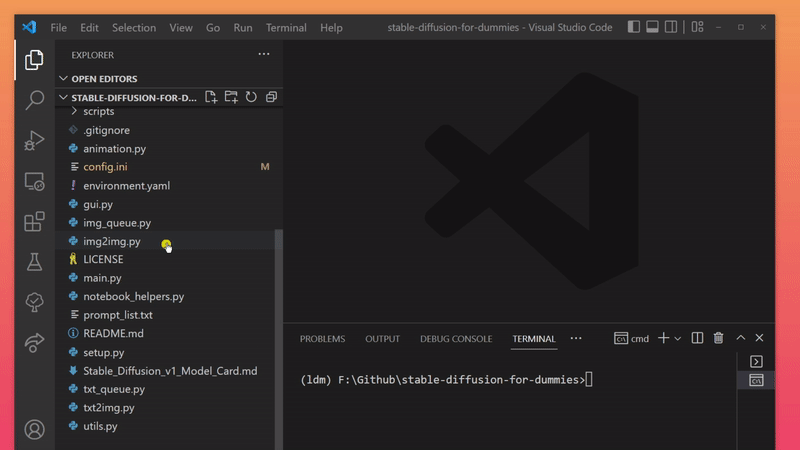 File Edit Selection View Go Run Terminal Help stable-diffusion-for-dummies - Visual Studio Code
EXPLORER
OPEN EDITORS
STABLE-DIFFUSION-FOR-D...
scripts
.gitignore
animation.py
config.ini M
environment.yaml
gui.py
img_queue.py
img2img.py
LICENSE
main.py
notebook_helpers.py
prompt_list.txt
README.md
setup.py
Stable_Diffusion_v1_Model_Card.md
txt_queue.py
txt2img.py
utils.py
PROBLEMS OUTPUT DEBUG CONSOLE TERMINAL cmd
(ldm) F:\Github\stable-diffusion-for-dummies>